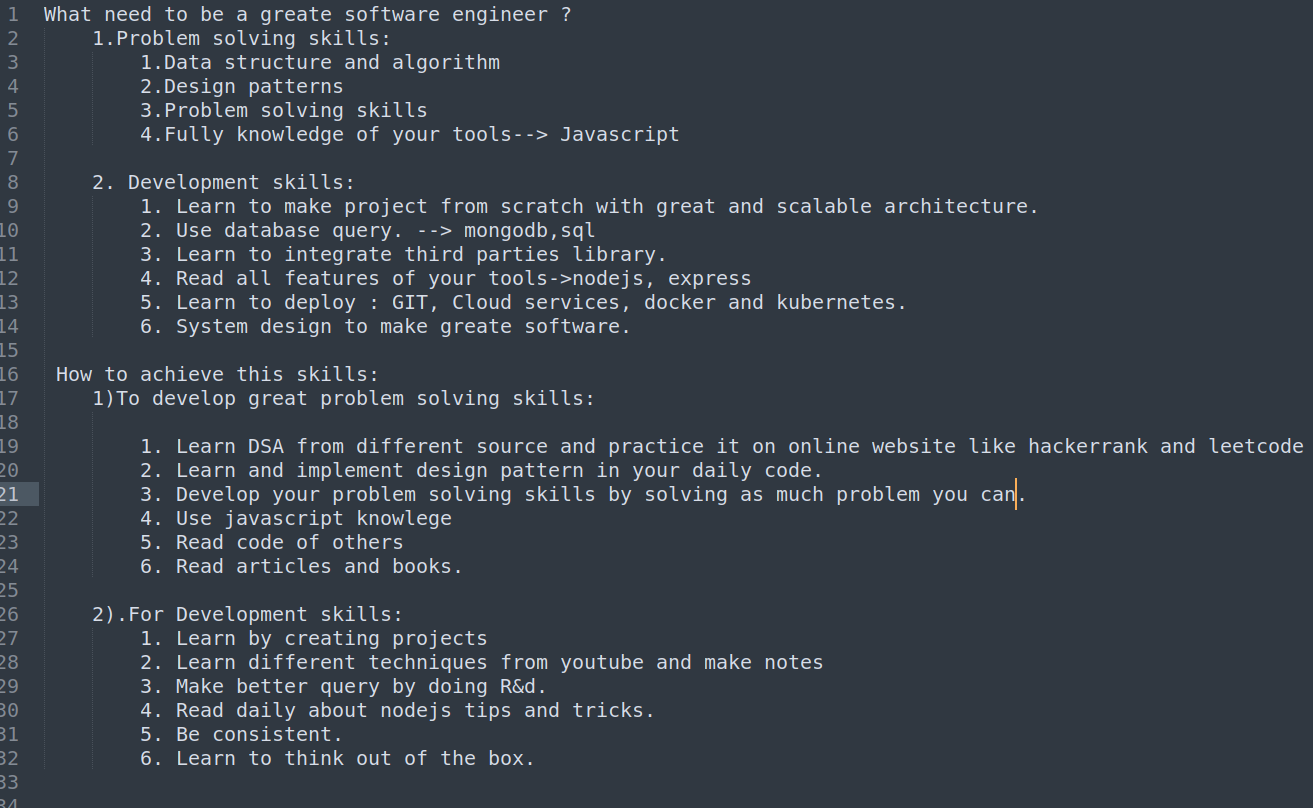 1 What need to be a greate software engineer ?
2 1.Problem solving skills:
3 1.Data structure and algorithm
4 2.Design patterns
5 3.Problem solving skills
6 4.Fully knowledge of your tools--> Javascript
7
8 2. Development skills:
9 1. Learn to make project from scratch with great and scalable architecture.
10 2. Use database query. --> mongodb,sql
11 3. Learn to integrate third parties library.
12 4. Read all features of your tools->nodejs, express
13 5. Learn to deploy : GIT, Cloud services, docker and kubernetes.
14 6. System design to make greate software.
15
16 How to achieve this skills:
17 1)To develop great problem solving skills:
18
19 1. Learn DSA from different source and practice it on online website like hackerrank and leetcode
20 2. Learn and implement design pattern in your daily code.
21 3. Develop your problem solving skills by solving as much problem you can.
22 4. Use javascript knowlege
23 5. Read code of others
24 6. Read articles and books.
25
26 2).For Development skills:
27 1. Learn by creating projects
28 2. Learn different techniques from youtube and make notes
29 3. Make better query by doing R&d.
30 4. Read daily about nodejs tips and tricks.
31 5. Be consistent.
32 6. Learn to think out of the box.
33
34